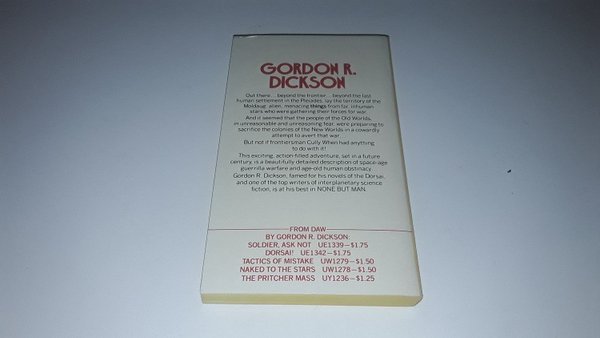 GORDON R.
DICKSON
Out there... beyond the frontier... beyond the last
human settlement in the Pleiades, lay the territory of the
Moldaug: alien, menacing things from far, inhuman
stars who were gathering their forces for war.
And it seemed that the people of the Old Worlds,
in unreasonable and unreasoning fear, were preparing to
sacrifice the colonies of the New Worlds in a cowardly
attempt to avert that war...
But not if frontiersman Cully When had anything
to do with it!
This exciting, action-filled adventure, set in a future
century, is a beautifully detailed description of space-age
guerrilla warfare and age-old human obstinacy.
Gordon R. Dickson, famed for his novels of the Dorsai,
and one of the top writers of interplanetary science
fiction, is at his best in NONE BUT MAN.
FROM DAW
BY GORDON R. DICKSON:
SOLDIER, ASK NOT UE1339—$1.75
DORSAI! UE1342—$1.75
TACTICS OF MISTAKE UW1279—$1.50
NAKED TO THE STARS UW1278—$1.50
THE PRITCHER MASS UY1236—$1.25